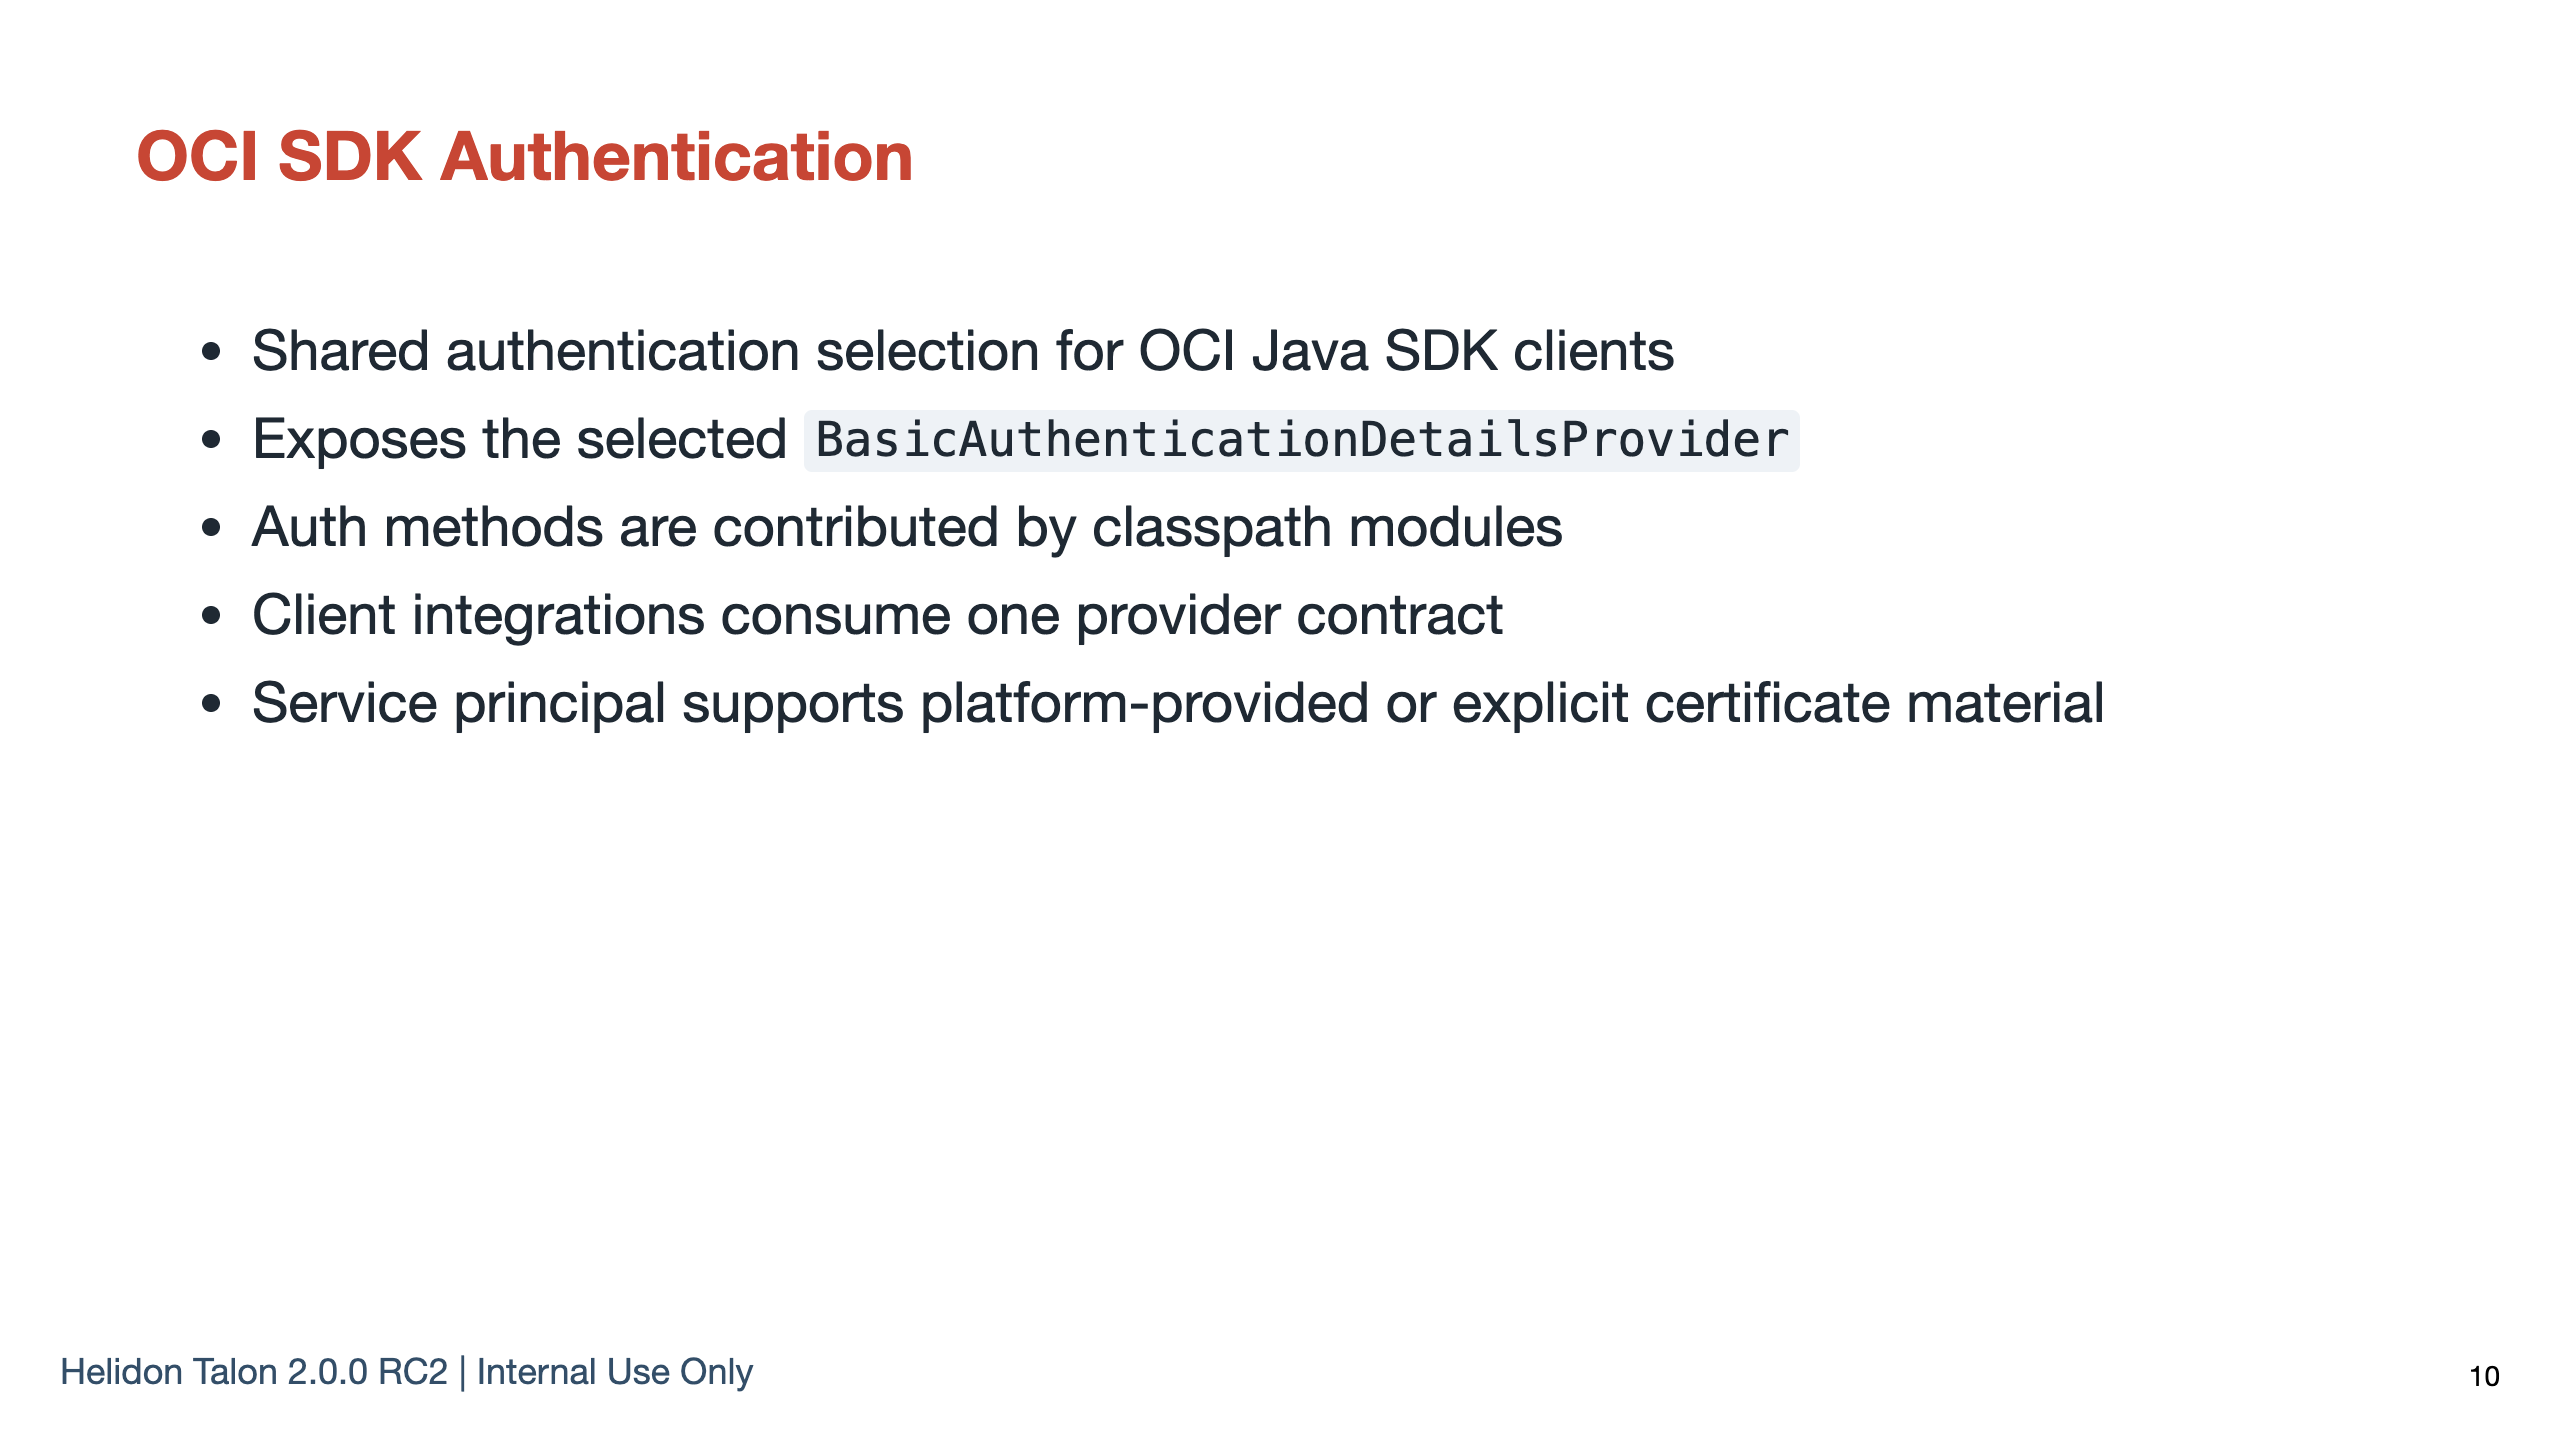 OCI SDK Authentication
• Shared authentication selection for OCI Java SDK clients
• Exposes the selected BasicAuthenticationDetailsProvider
• Auth methods are contributed by classpath modules
• Client integrations consume one provider contract
• Service principal supports platform-provided or explicit certificate material
Helidon Talon 2.0.0 RC2 | Internal Use Only
10